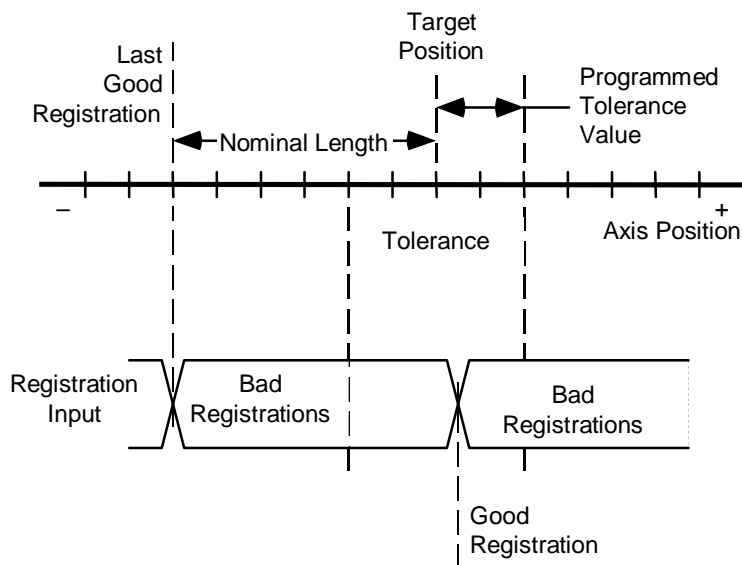 Target
Position
Last
Good
Registration
Programmed
Tolerance
Value
Nominal Length
–
+
Tolerance
Axis Position
Registration
Input
Bad
Registrations
Bad
Registrations
Good
Registration